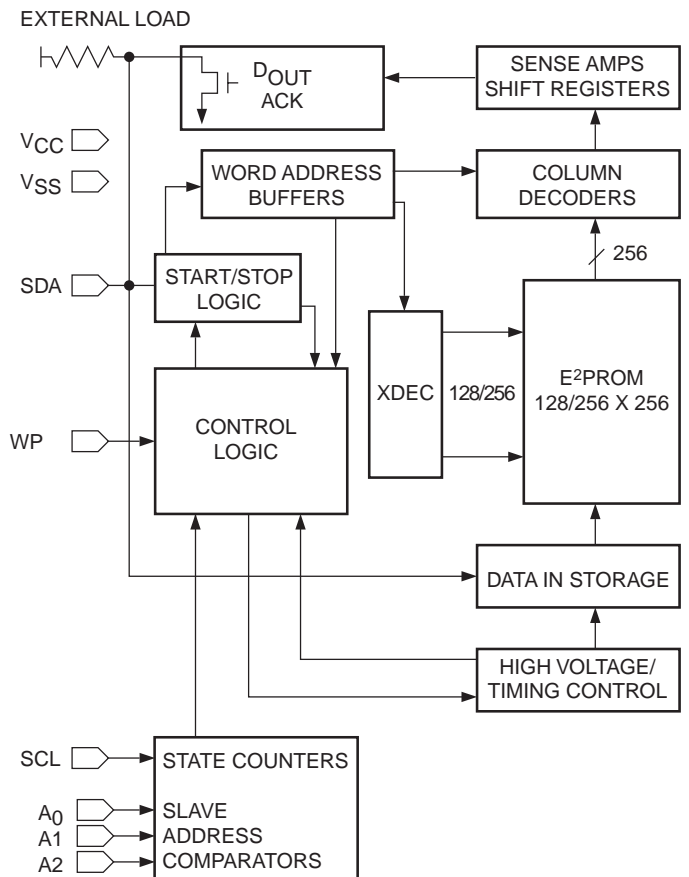 EXTERNAL LOAD
DOUT
ACK
SENSE AMPS
SHIFT REGISTERS
VCC
VSS
WORD ADDRESS
BUFFERS
COLUMN
DECODERS
256
SDA
START/STOP
LOGIC
XDEC
128/256
E²PROM
128/256 X 256
WP
CONTROL
LOGIC
DATA IN STORAGE
HIGH VOLTAGE/
TIMING CONTROL
SCL
STATE COUNTERS
A0
SLAVE
A1
ADDRESS
A2
COMPARATORS